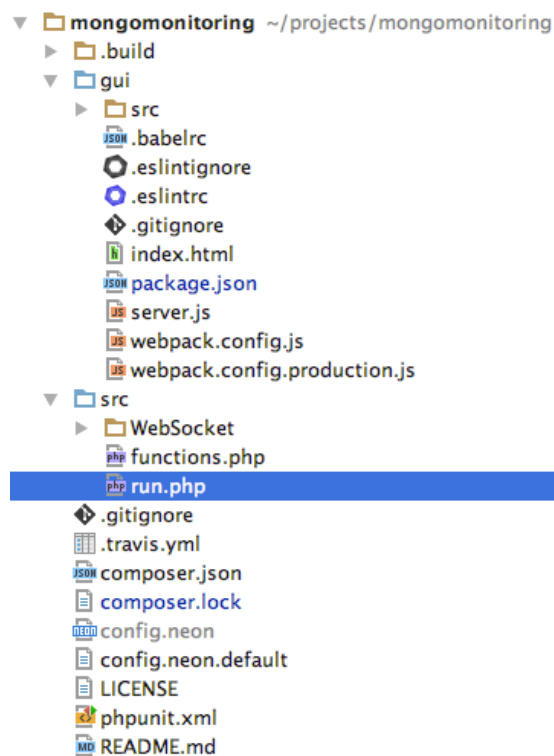 mongomonitoring ~/projects/mongomonitoring
.build
gui
src
.babelrc
.eslintignore
.eslintrc
.gitignore
index.html
package.json
server.js
webpack.config.js
webpack.config.production.js
src
WebSocket
functions.php
run.php
.gitignore
.travis.yml
composer.json
composer.lock
config.neon
config.neon.default
LICENSE
phpunit.xml
README.md